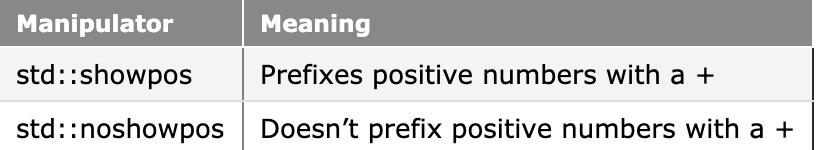 Manipulator Meaning
std::showpos Prefixes positive numbers with a +
std::noshowpos Doesn’t prefix positive numbers with a +